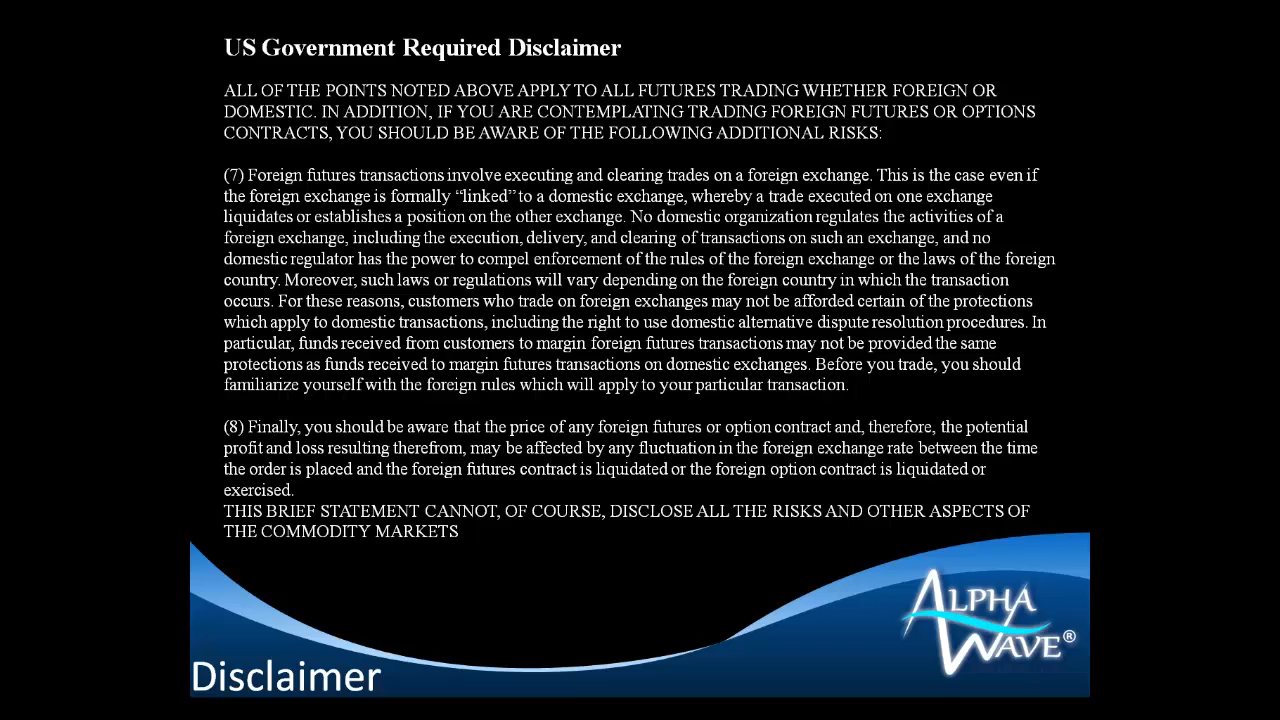 US Government Required Disclaimer
ALL OF THE POINTS NOTED ABOVE APPLY TO ALL FUTURES TRADING WHETHER FOREIGN OR
DOMESTIC. IN ADDITION, IF YOU ARE CONTEMPLATING TRADING FOREIGN FUTURES OR OPTIONS
CONTRACTS, YOU SHOULD BE AWARE OF THE FOLLOWING ADDITIONAL RISKS:
(7) Foreign futures transactions involve executing and clearing trades on a foreign exchange. This is the case even if
the foreign exchange is formally “linked” to a domestic exchange, whereby a trade executed on one exchange
liquidates or establishes a position on the other exchange. No domestic organization regulates the activities of a
foreign exchange, including the execution, delivery, and clearing of transactions on such an exchange, and no
domestic regulator has the power to compel enforcement of the rules of the foreign exchange or the laws of the foreign
country. Moreover, such laws or regulations will vary depending on the foreign country in which the transaction
occurs. For these reasons, customers who trade on foreign exchanges may not be afforded certain of the protections
which apply to domestic transactions, including the right to use domestic alternative dispute resolution procedures. In
particular, funds received from customers to margin foreign futures transactions may not be provided the same
protections as funds received to margin futures transactions on domestic exchanges. Before you trade, you should
familiarize yourself with the foreign rules which will apply to your particular transaction.
(8) Finally, you should be aware that the price of any foreign futures or option contract and, therefore, the potential
profit and loss resulting therefrom, may be affected by any fluctuation in the foreign exchange rate between the time
the order is placed and the foreign futures contract is liquidated or the foreign option contract is liquidated or
exercised.
THIS BRIEF STATEMENT CANNOT, OF COURSE, DISCLOSE ALL THE RISKS AND OTHER ASPECTS OF
THE COMMODITY MARKETS
ALPHA
WAVE®
Disclaimer